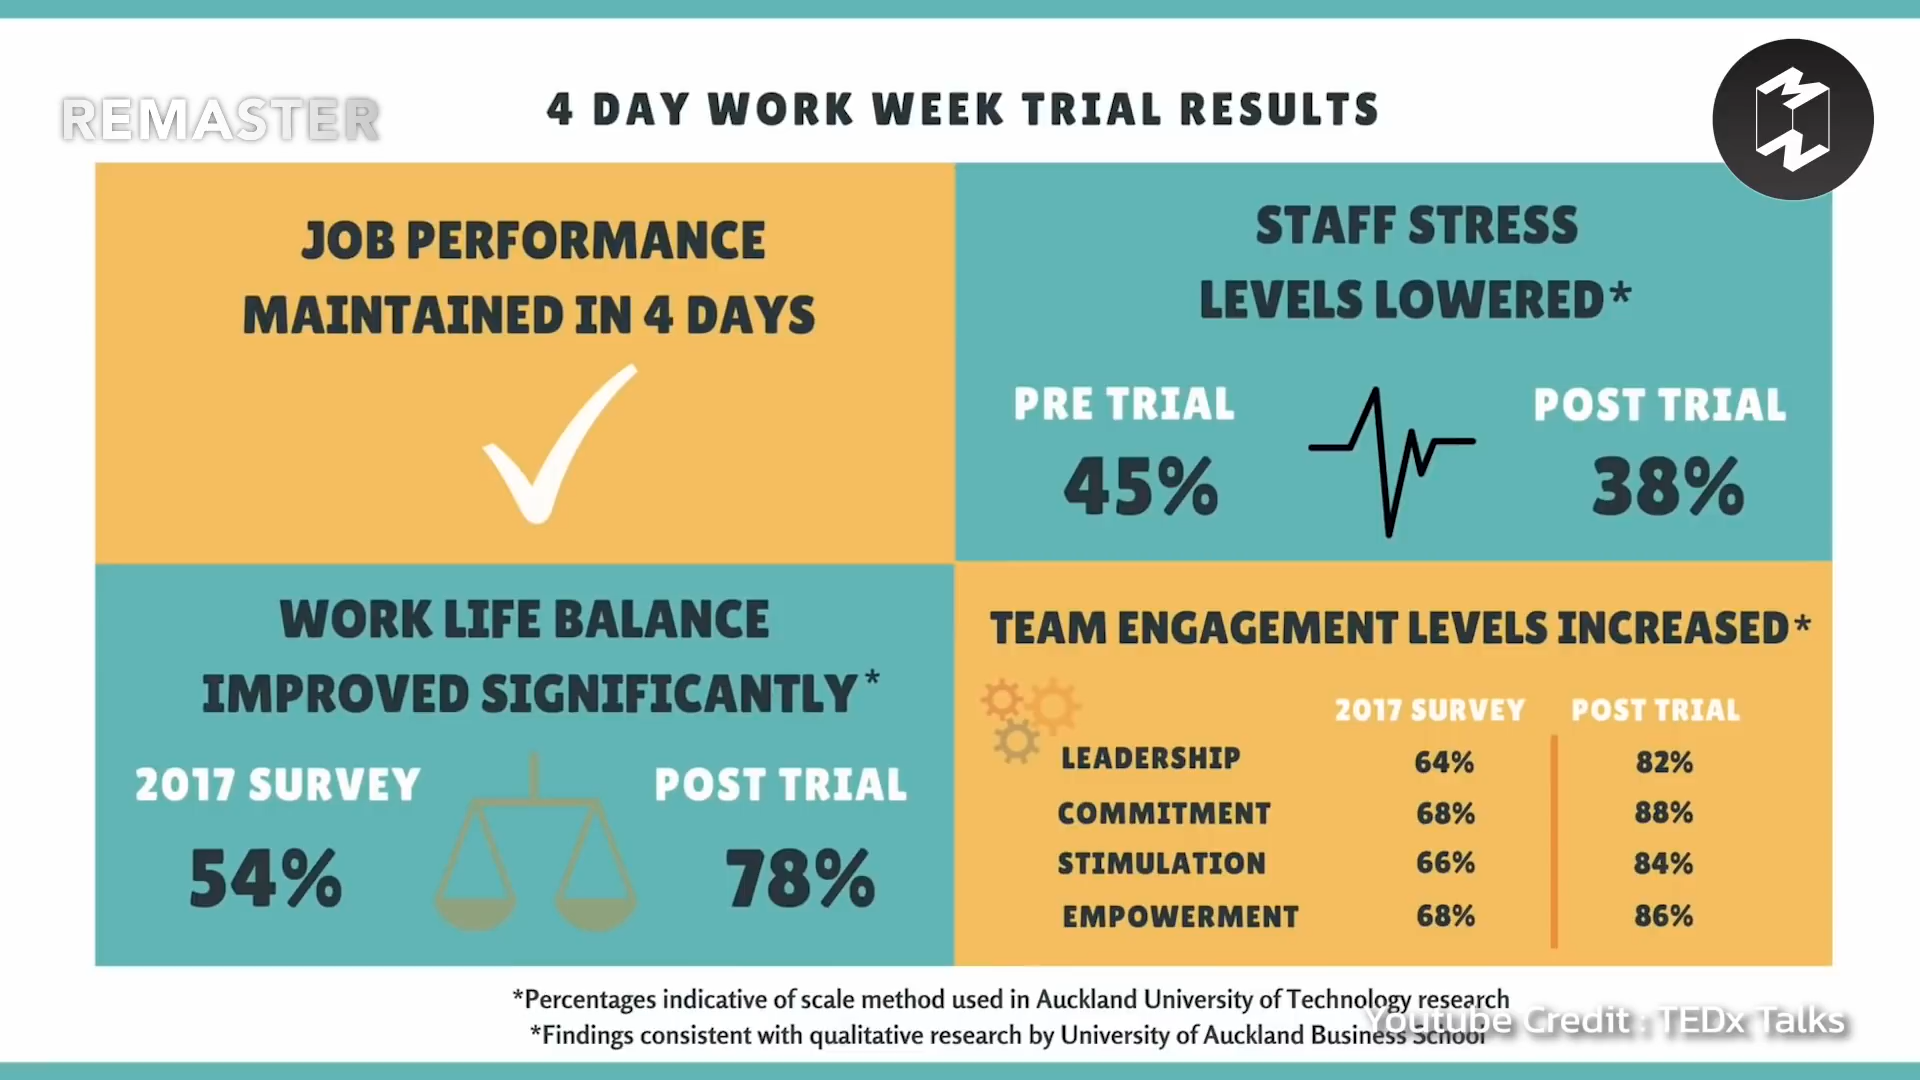 REMASTER
4 DAY WORK WEEK TRIAL RESULTS
JOB PERFORMANCE
MAINTAINED IN 4 DAYS
STAFF STRESS
LEVELS LOWERED*
PRE TRIAL
POST TRIAL
45%
38%
WORK LIFE BALANCE
IMPROVED SIGNIFICANTLY*
2017 SURVEY
POST TRIAL
54%
78%
TEAM ENGAGEMENT LEVELS INCREASED*
2017 SURVEY
POST TRIAL
LEADERSHIP 64% 82%
COMMITMENT 68% 88%
STIMULATION 66% 84%
EMPOWERMENT 68% 86%
*Percentages indicative of scale method used in Auckland University of Technology research
*Findings consistent with qualitative research by University of Auckland Business School
Youtube Credit : TEDx Talks